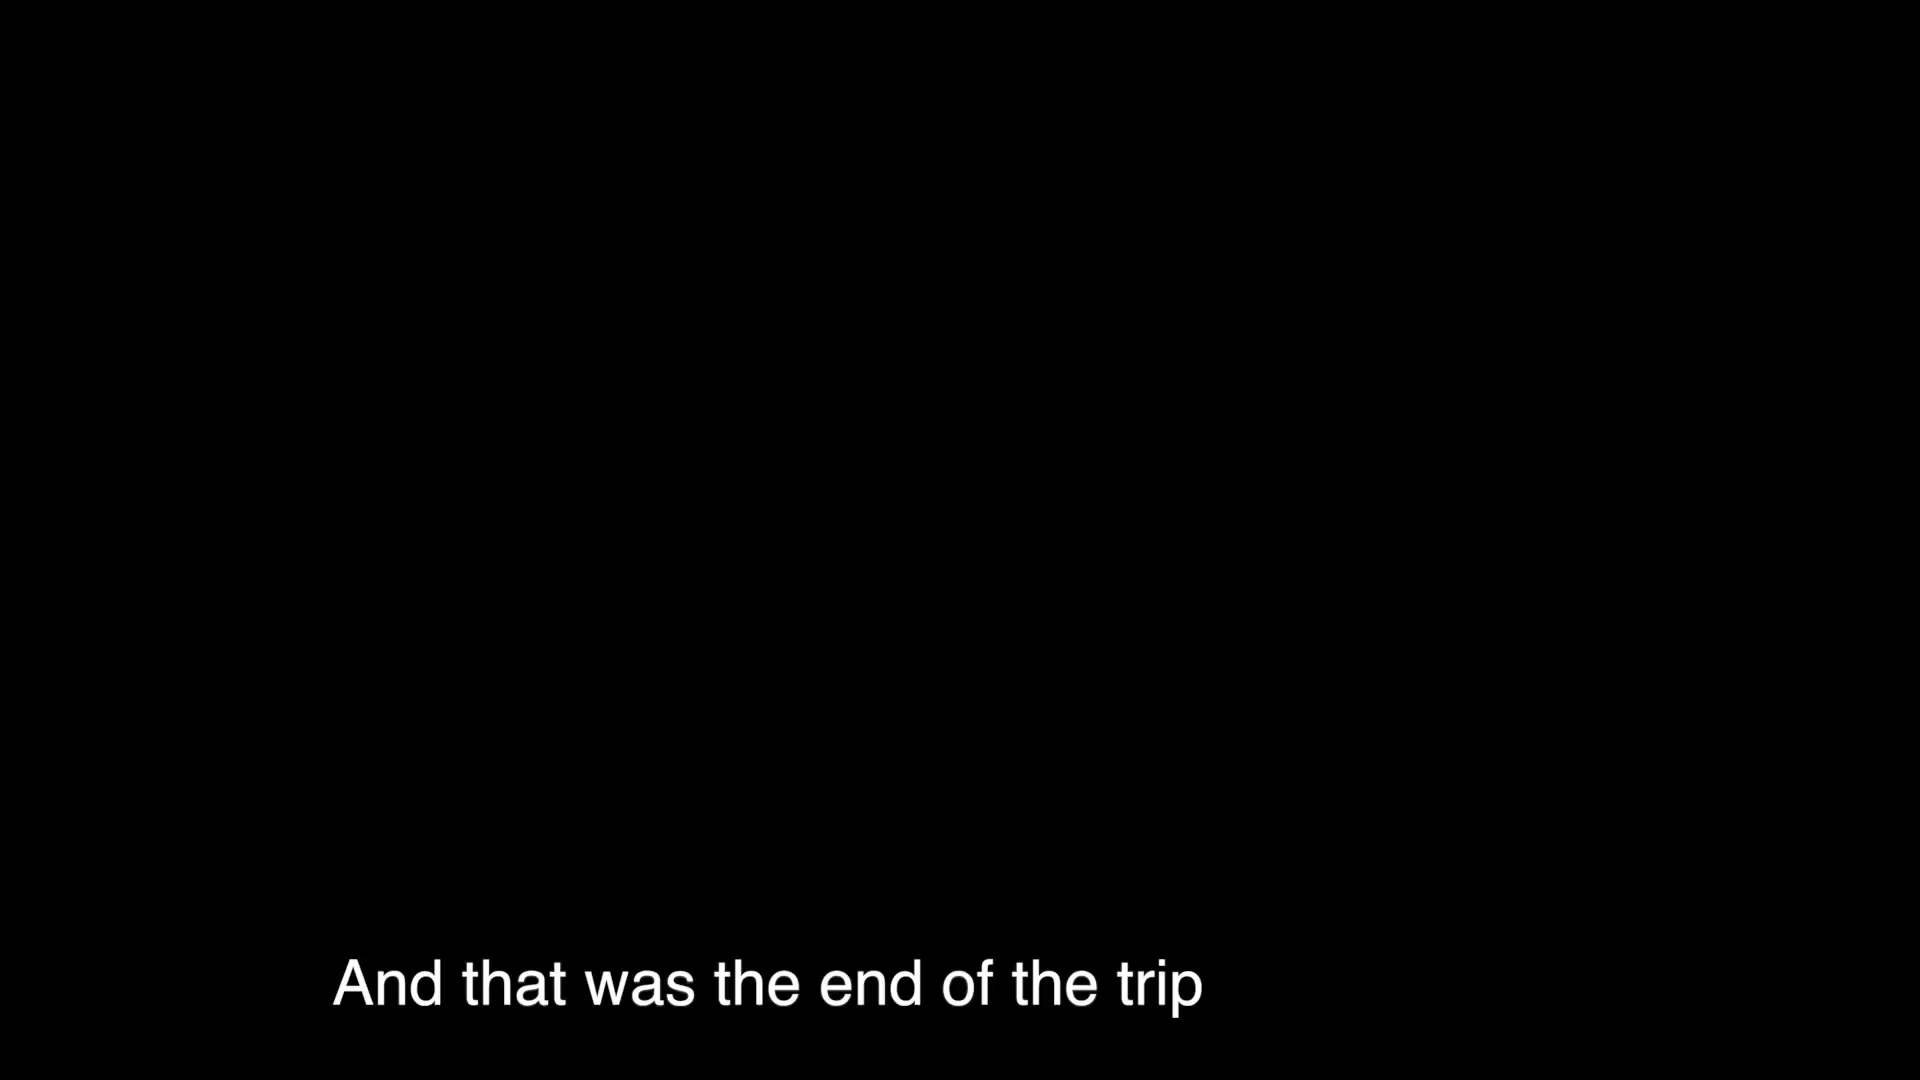 And that was the end of the trip